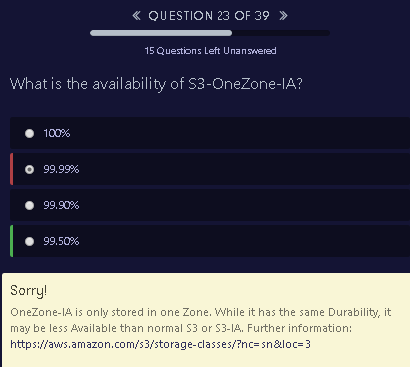 « QUESTION 23 OF 39 »
15 Questions Left Unanswered
What is the availability of S3-OneZone-IA?
100%
99.99%
99.90%
99.50%
Sorry!
OneZone-IA is only stored in one Zone. While it has the same Durability, it
may be less Available than normal S3 or S3-IA. Further information:
https://aws.amazon.com/s3/storage-classes/?nc=sn&loc=3